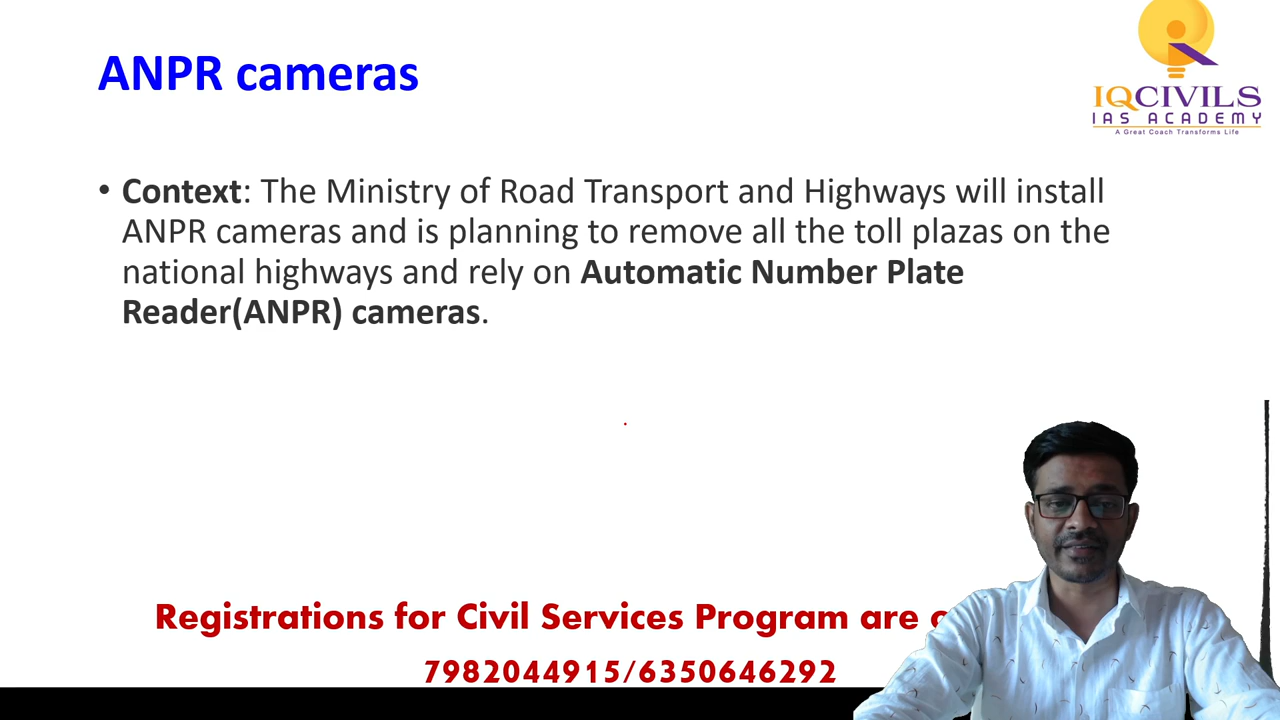 ANPR cameras
IQCIVILS
IAS ACADEMY
A Great Coach Transforms Life
• Context: The Ministry of Road Transport and Highways will install
ANPR cameras and is planning to remove all the toll plazas on the
national highways and rely on Automatic Number Plate
Reader(ANPR) cameras.
Registrations for Civil Services Program are
7982044915/6350646292